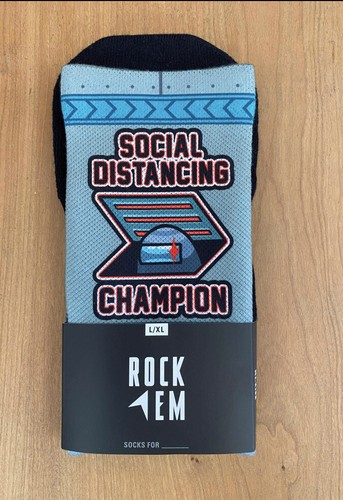 SOCIAL
DISTANCING
CHAMPION
L/XL
ROCK
EM
SOCKS FOR